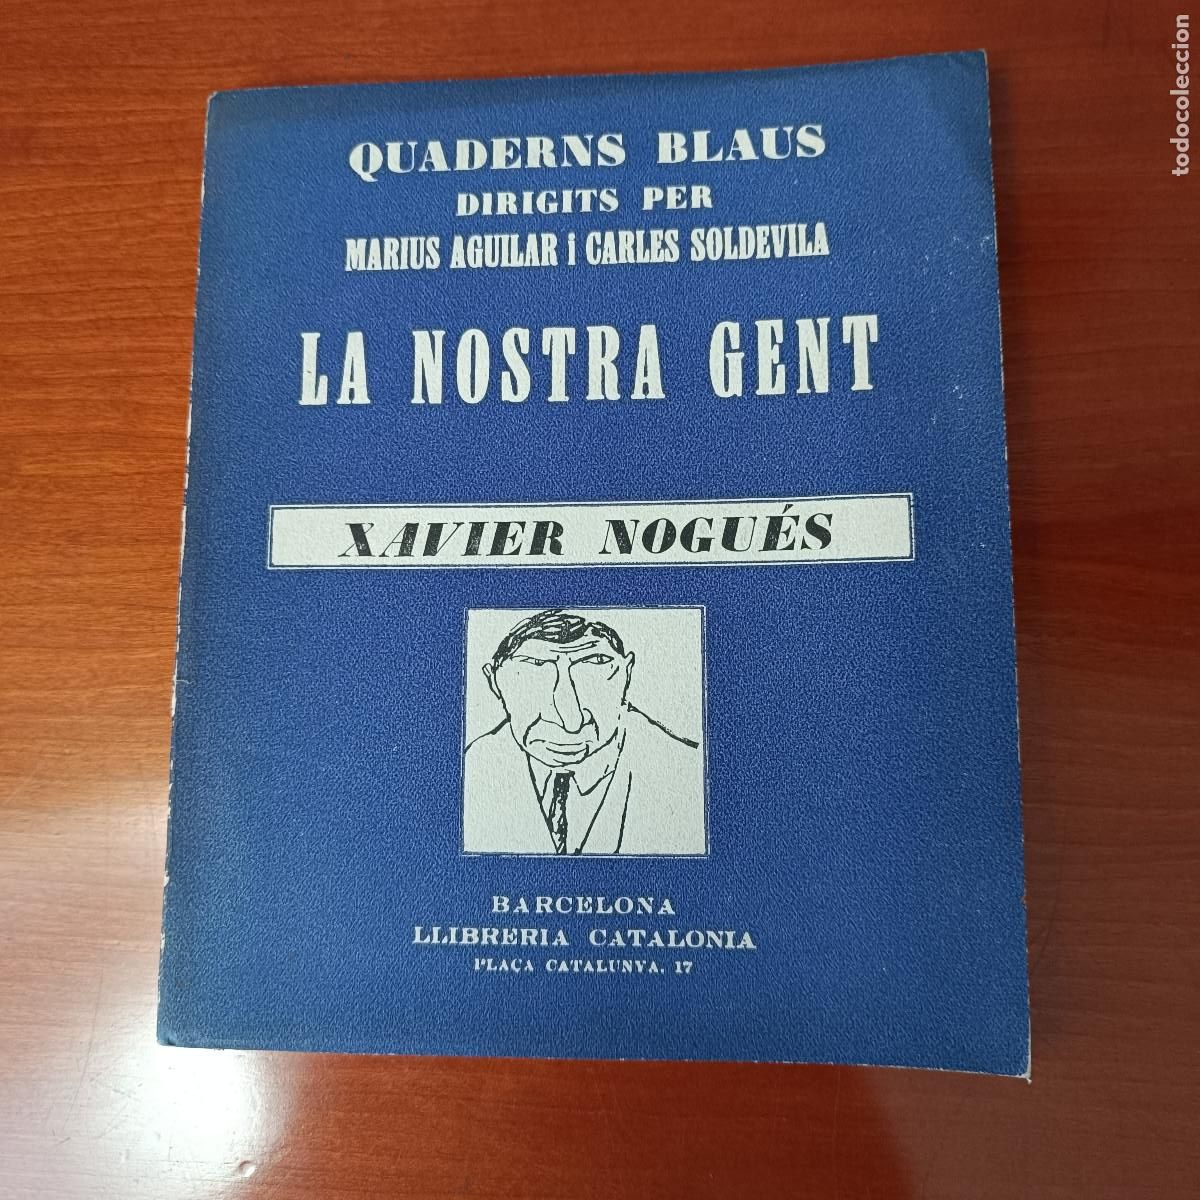 QUADERNS BLAUS
DIRIGITS PER
MARIUS AGUILAR i CARLES SOLDEVILA
LA NOSTRA GENT
XAVIER NOGUÉS
BARCELONA
LLIBRERIA CATALONIA
PLAÇA CATALUNYA, 17
todocoleccion